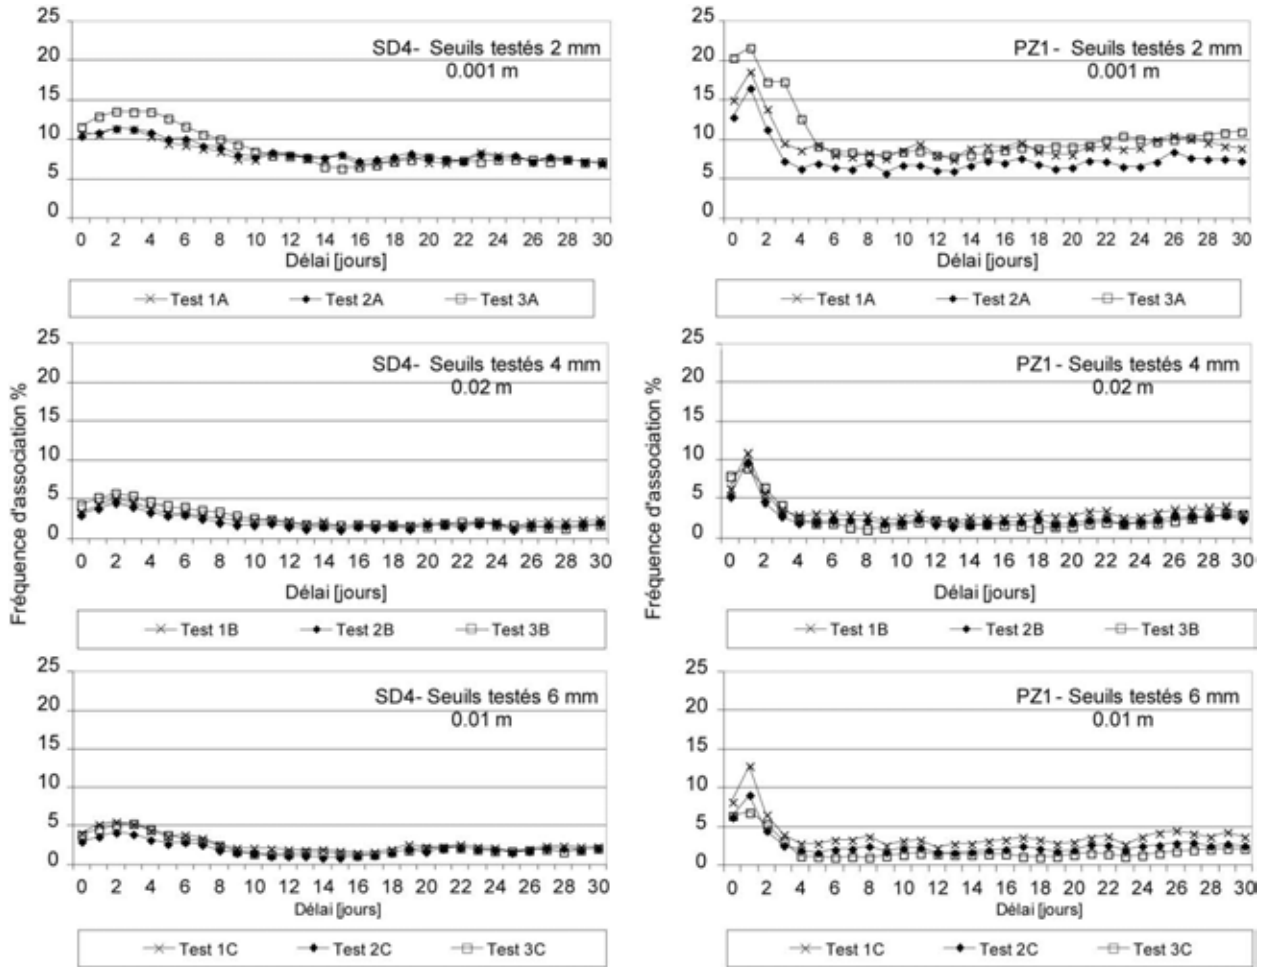 SD4- Seuils testés 2 mm
0.001 m
25
20
15
10
5
0
0 2 4 6 8 10 12 14 16 18 20 22 24 26 28 30
Délai [jours]
Test 1A Test 2A Test 3A
PZ1 - Seuils testés 2 mm
0.001 m
25
20
15
10
5
0
0 2 4 6 8 10 12 14 16 18 20 22 24 26 28 30
Délai [jours]
Test 1A Test 2A Test 3A
Fréquence d'association %
SD4- Seuils testés 4 mm
0.02 m
25
20
15
10
5
0
0 2 4 6 8 10 12 14 16 18 20 22 24 26 28 30
Délai [jours]
Test 1B Test 2B Test 3B
Fréquence d'association %
PZ1- Seuils testés 4 mm
0.02 m
25
20
15
10
5
0
0 2 4 6 8 10 12 14 16 18 20 22 24 26 28 30
Délai [jours]
Test 1B Test 2B Test 3B
SD4- Seuils testés 6 mm
0.01 m
25
20
15
10
5
0
0 2 4 6 8 10 12 14 16 18 20 22 24 26 28 30
Délai [jours]
Test 1C Test 2C Test 3C
PZ1 - Seuils testés 6 mm
0.01 m
25
20
15
10
5
0
0 2 4 6 8 10 12 14 16 18 20 22 24 26 28 30
Délai [jours]
Test 1C Test 2C Test 3C